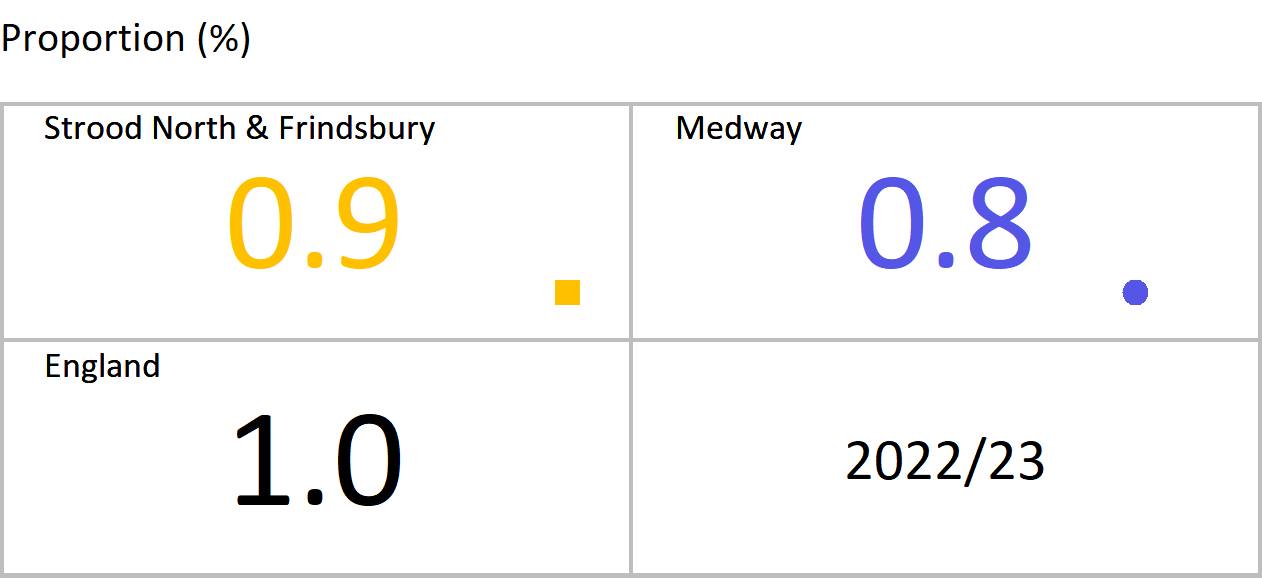 Proportion (%)
Strood North & Frindsbury
0.9
Medway
0.8
England
1.0
2022/23